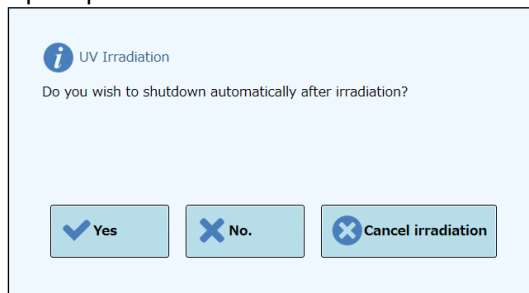 UV Irradiation
Do you wish to shutdown automatically after irradiation?
Yes
No.
Cancel irradiation